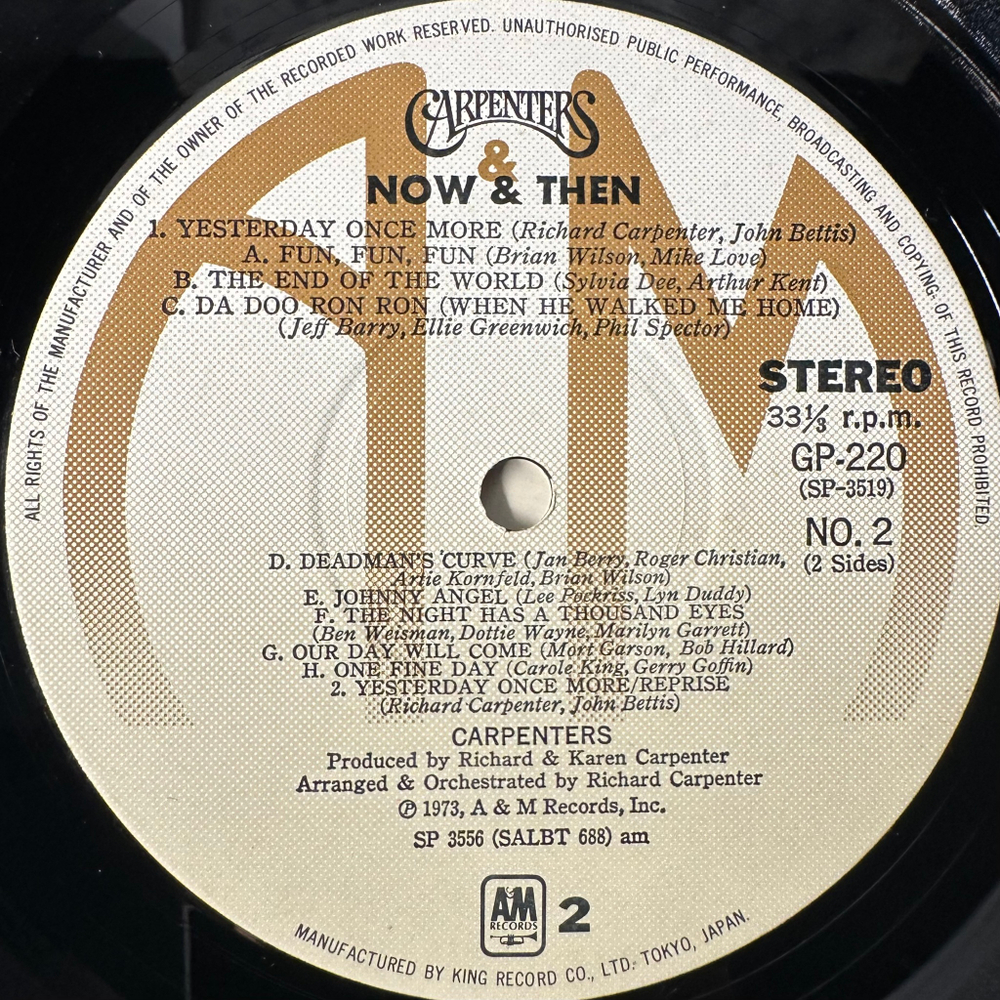 ALL RIGHTS OF THE MANUFACTURER AND OF THE OWNER OF THE RECORDED WORK RESERVED. UNAUTHORISED PUBLIC PERFORMANCE, BROADCASTING AND COPYING, OF THIS RECORD PROHIBITED.
CARPENTERS
&
NOW & THEN
1. YESTERDAY ONCE MORE (Richard Carpenter, John Bettis)
A. FUN, FUN, FUN (Brian Wilson, Mike Love)
B. THE END OF THE WORLD (Sylvia Dee, Arthur Kent)
C. DA DOO RON RON (WHEN HE WALKED ME HOME)
(Jeff Barry, Ellie Greenwich, Phil Spector)
STEREO
33⅓ r.p.m.
GP-220
(SP-3519)
NO. 2
(2 Sides)
D. DEADMAN'S CURVE (Jan Berry, Roger Christian,
Artie Kornfeld, Brian Wilson)
E. JOHNNY ANGEL (Lee Pockriss, Lyn Duddy)
F. THE NIGHT HAS A THOUSAND EYES
(Ben Weisman, Dottie Wayne, Marilyn Garrett)
G. OUR DAY WILL COME (Mort Garson, Bob Hillard)
H. ONE FINE DAY (Carole King, Gerry Goffin)
2. YESTERDAY ONCE MORE/REPRISE
(Richard Carpenter, John Bettis)
CARPENTERS
Produced by Richard & Karen Carpenter
Arranged & Orchestrated by Richard Carpenter
℗ 1973, A & M Records, Inc.
SP 3556 (SALBT 688) am
A&M
RECORDS
2
MANUFACTURED BY KING RECORD CO., LTD. TOKYO, JAPAN.